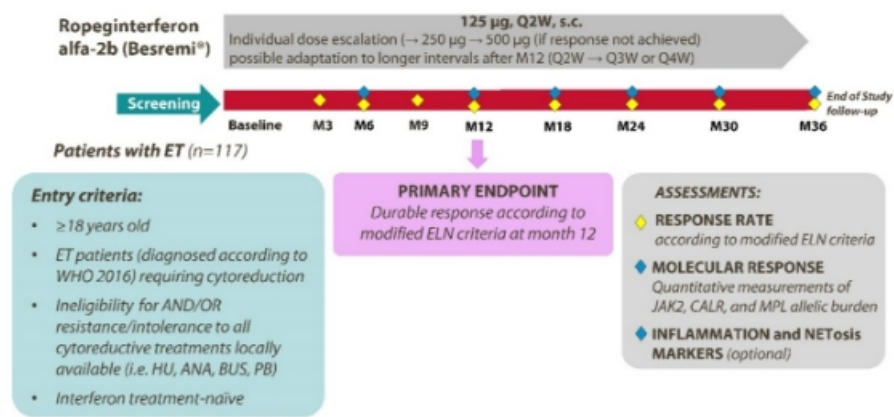 Ropeginterferon
alfa-2b (Besremi®)
125 µg, Q2W, s.c.
Individual dose escalation (→ 250 µg → 500 µg (if response not achieved)
possible adaptation to longer intervals after M12 (Q2W → Q3W or Q4W)
Screening
End of Study
follow-up
Baseline M3 M6 M9 M12 M18 M24 M30 M36
Patients with ET (n=117)
Entry criteria:
• ≥18 years old
• ET patients (diagnosed according to
WHO 2016) requiring cytoreduction
• Ineligibility for AND/OR
resistance/intolerance to all
cytoreductive treatments locally
available (i.e. HU, ANA, BUS, PB)
• Interferon treatment-naïve
PRIMARY ENDPOINT
Durable response according to
modified ELN criteria at month 12
ASSESSMENTS:
RESPONSE RATE
according to modified ELN criteria
MOLECULAR RESPONSE
Quantitative measurements of
JAK2, CALR, and MPL allelic burden
INFLAMMATION and NETosis
MARKERS (optional)